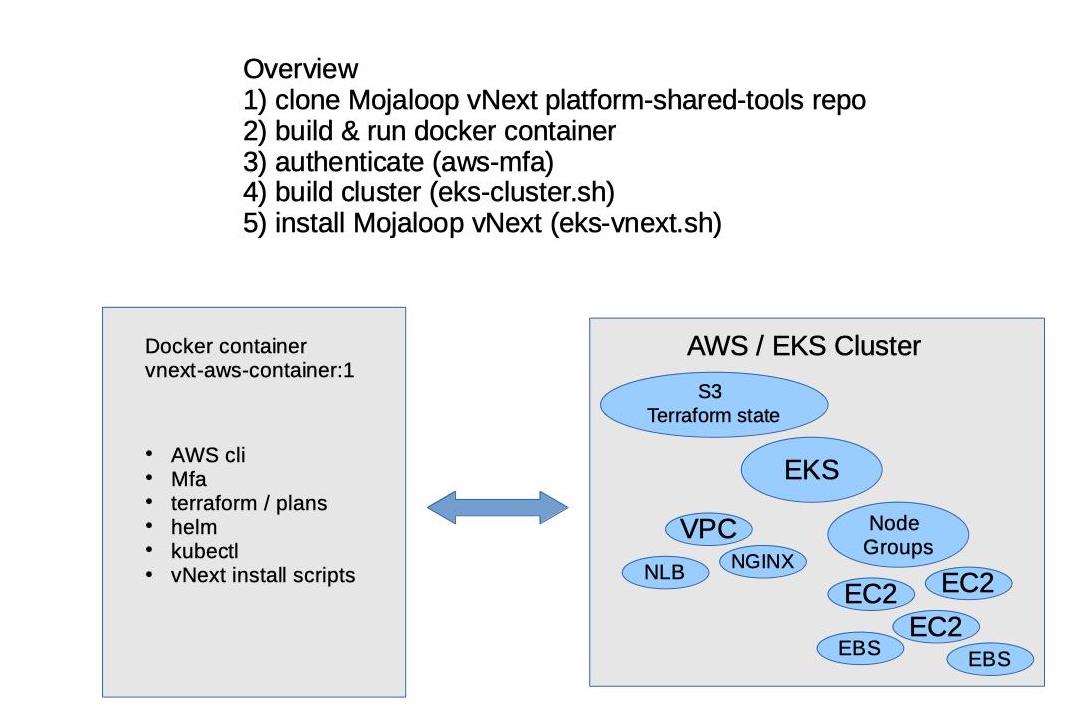 Overview
1) clone Mojaloop vNext platform-shared-tools repo
2) build & run docker container
3) authenticate (aws-mfa)
4) build cluster (eks-cluster.sh)
5) install Mojaloop vNext (eks-vnext.sh)
Docker container
vnext-aws-container:1
• AWS cli
• Mfa
• terraform / plans
• helm
• kubectl
• vNext install scripts
AWS / EKS Cluster
S3
Terraform state
EKS
VPC
NLB
NGINX
Node
Groups
EC2
EC2
EC2
EBS
EBS